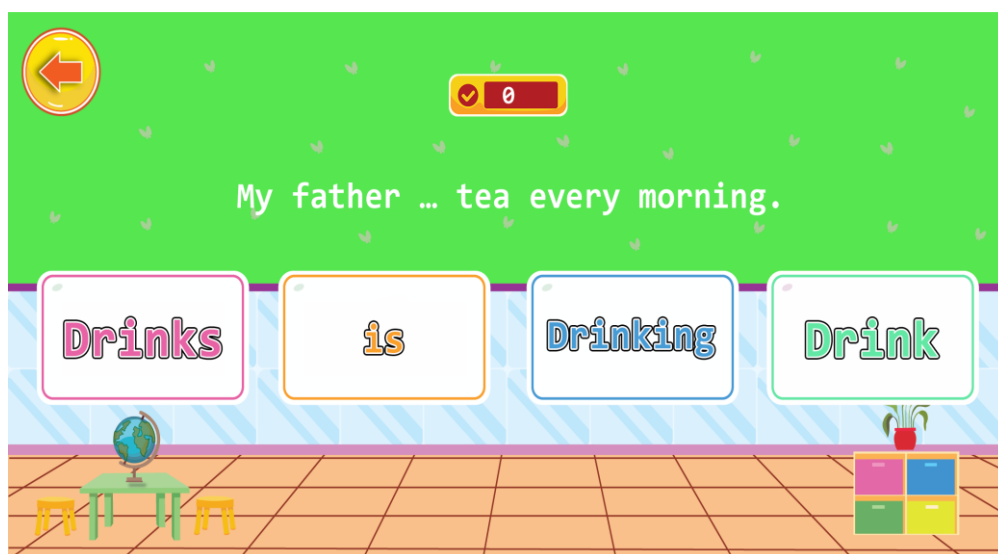 0
My father … tea every morning.
Drinks
is
Drinking
Drink